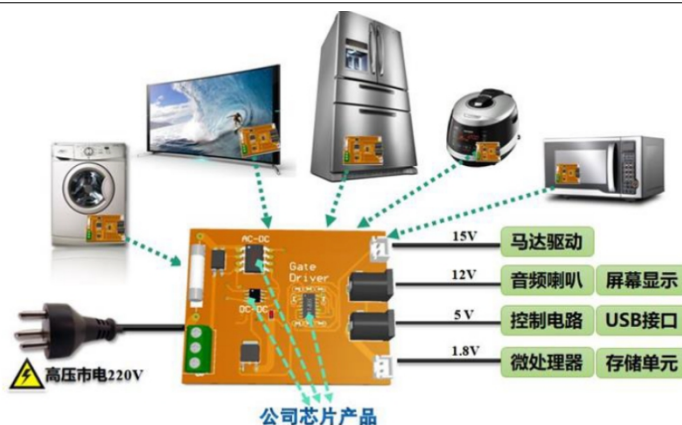 AC-DC
Gate
Driver
DC-DC
15V
马达驱动
12V
音频喇叭
屏幕显示
5 V
控制电路
USB接口
1.8V
微处理器
存储单元
高压市电220V
公司芯片产品